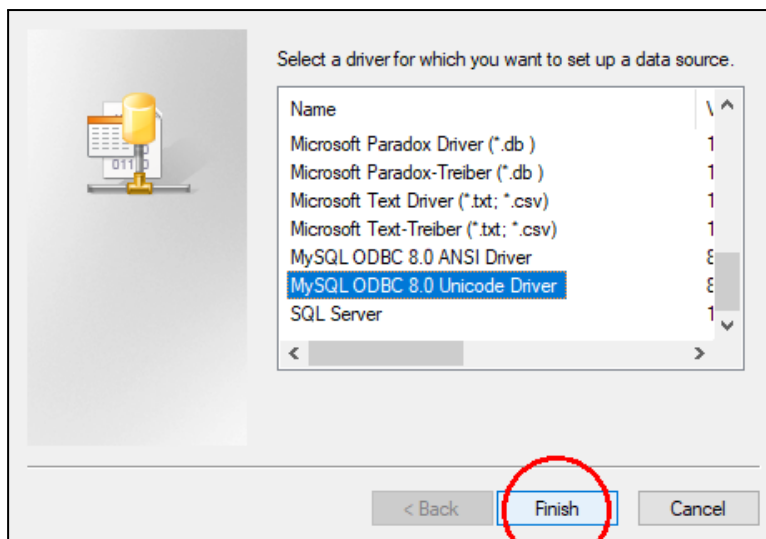 Select a driver for which you want to set up a data source.
Name
Microsoft Paradox Driver (*.db )
Microsoft Paradox-Treiber (*.db )
Microsoft Text Driver (*.txt; *.csv)
Microsoft Text-Treiber (*.txt; *.csv)
MySQL ODBC 8.0 ANSI Driver
MySQL ODBC 8.0 Unicode Driver
SQL Server
< Back Finish Cancel